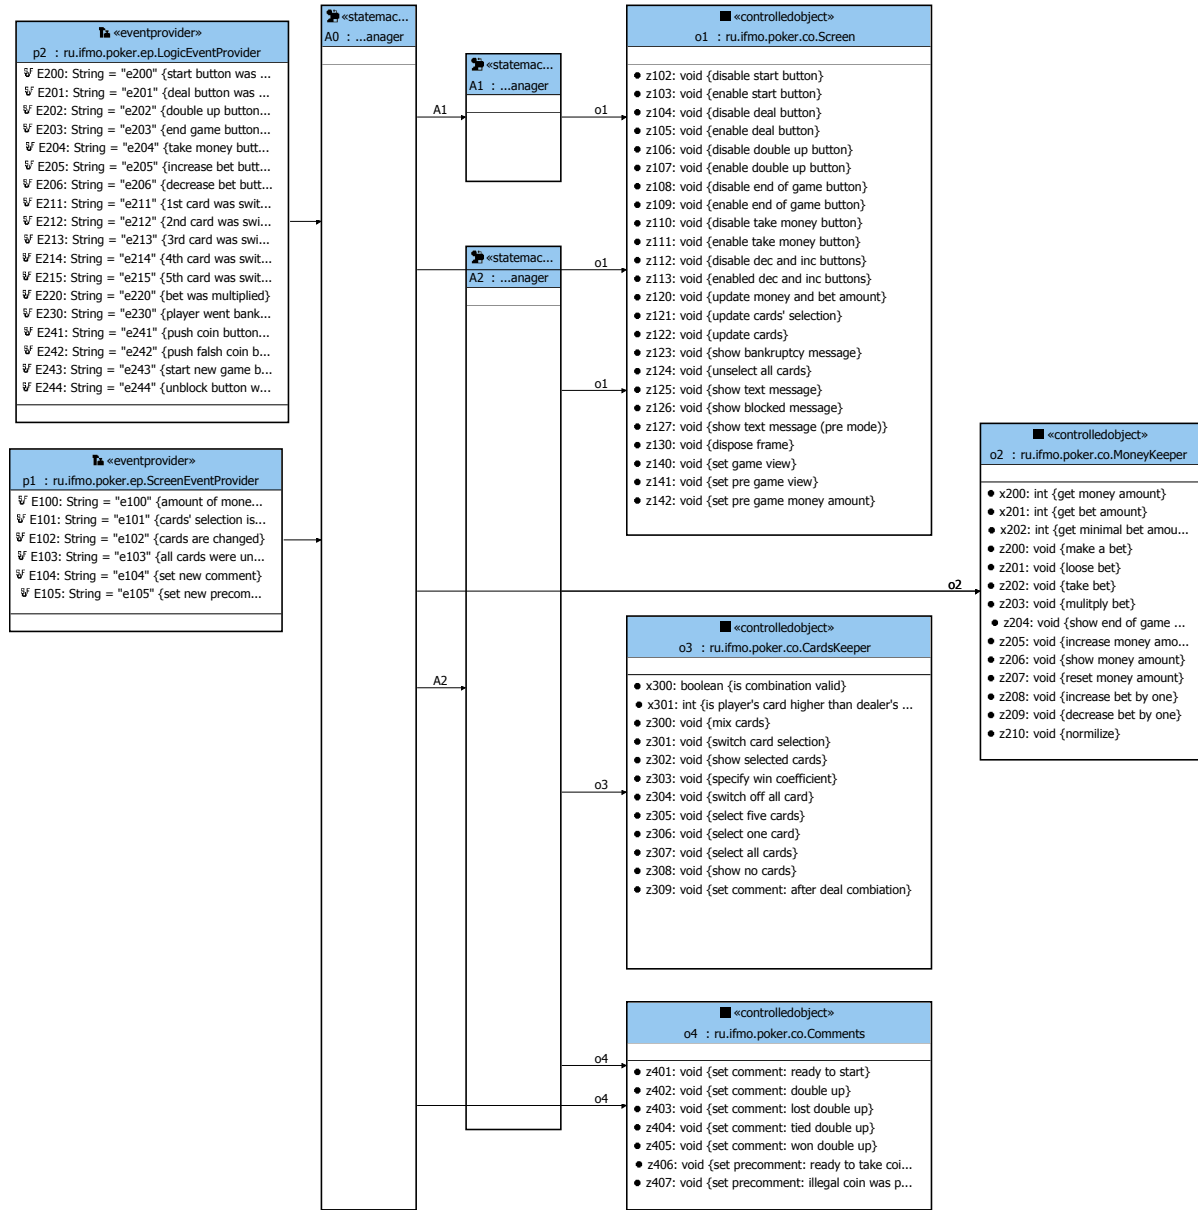 «eventprovider»
p2 : ru.ifmo.poker.ep.LogicEventProvider
E200: String = "e200" {start button was ...
E201: String = "e201" {deal button was ...
E202: String = "e202" {double up button...
E203: String = "e203" {end game button...
E204: String = "e204" {take money butt...
E205: String = "e205" {increase bet butt...
E206: String = "e206" {decrease bet butt...
E211: String = "e211" {1st card was swit...
E212: String = "e212" {2nd card was swi...
E213: String = "e213" {3rd card was swi...
E214: String = "e214" {4th card was swit...
E215: String = "e215" {5th card was swit...
E220: String = "e220" {bet was multiplied}
E230: String = "e230" {player went bank...
E241: String = "e241" {push coin button...
E242: String = "e242" {push falsh coin b...
E243: String = "e243" {start new game b...
E244: String = "e244" {unblock button w...
«eventprovider»
p1 : ru.ifmo.poker.ep.ScreenEventProvider
E100: String = "e100" {amount of mone...
E101: String = "e101" {cards' selection is...
E102: String = "e102" {cards are changed}
E103: String = "e103" {all cards were un...
E104: String = "e104" {set new comment}
E105: String = "e105" {set new precom...
«statemac...
A0 : ...anager
A1
A2
«statemac...
A1 : ...anager
«statemac...
A2 : ...anager
o1
o1
o1
o2
o3
o4
o4
«controlledobject»
o1 : ru.ifmo.poker.co.Screen
z102: void {disable start button}
z103: void {enable start button}
z104: void {disable deal button}
z105: void {enable deal button}
z106: void {disable double up button}
z107: void {enable double up button}
z108: void {disable end of game button}
z109: void {enable end of game button}
z110: void {disable take money button}
z111: void {enable take money button}
z112: void {disable dec and inc buttons}
z113: void {enabled dec and inc buttons}
z120: void {update money and bet amount}
z121: void {update cards' selection}
z122: void {update cards}
z123: void {show bankruptcy message}
z124: void {unselect all cards}
z125: void {show text message}
z126: void {show blocked message}
z127: void {show text message (pre mode)}
z130: void {dispose frame}
z140: void {set game view}
z141: void {set pre game view}
z142: void {set pre game money amount}
«controlledobject»
o2 : ru.ifmo.poker.co.MoneyKeeper
x200: int {get money amount}
x201: int {get bet amount}
x202: int {get minimal bet amou...
z200: void {make a bet}
z201: void {loose bet}
z202: void {take bet}
z203: void {mulitply bet}
z204: void {show end of game ...
z205: void {increase money amo...
z206: void {show money amount}
z207: void {reset money amount}
z208: void {increase bet by one}
z209: void {decrease bet by one}
z210: void {normilize}
«controlledobject»
o3 : ru.ifmo.poker.co.CardsKeeper
x300: boolean {is combination valid}
x301: int {is player's card higher than dealer's ...
z300: void {mix cards}
z301: void {switch card selection}
z302: void {show selected cards}
z303: void {specify win coefficient}
z304: void {switch off all card}
z305: void {select five cards}
z306: void {select one card}
z307: void {select all cards}
z308: void {show no cards}
z309: void {set comment: after deal combiation}
«controlledobject»
o4 : ru.ifmo.poker.co.Comments
z401: void {set comment: ready to start}
z402: void {set comment: double up}
z403: void {set comment: lost double up}
z404: void {set comment: tied double up}
z405: void {set comment: won double up}
z406: void {set precomment: ready to take coi...
z407: void {set precomment: illegal coin was p...